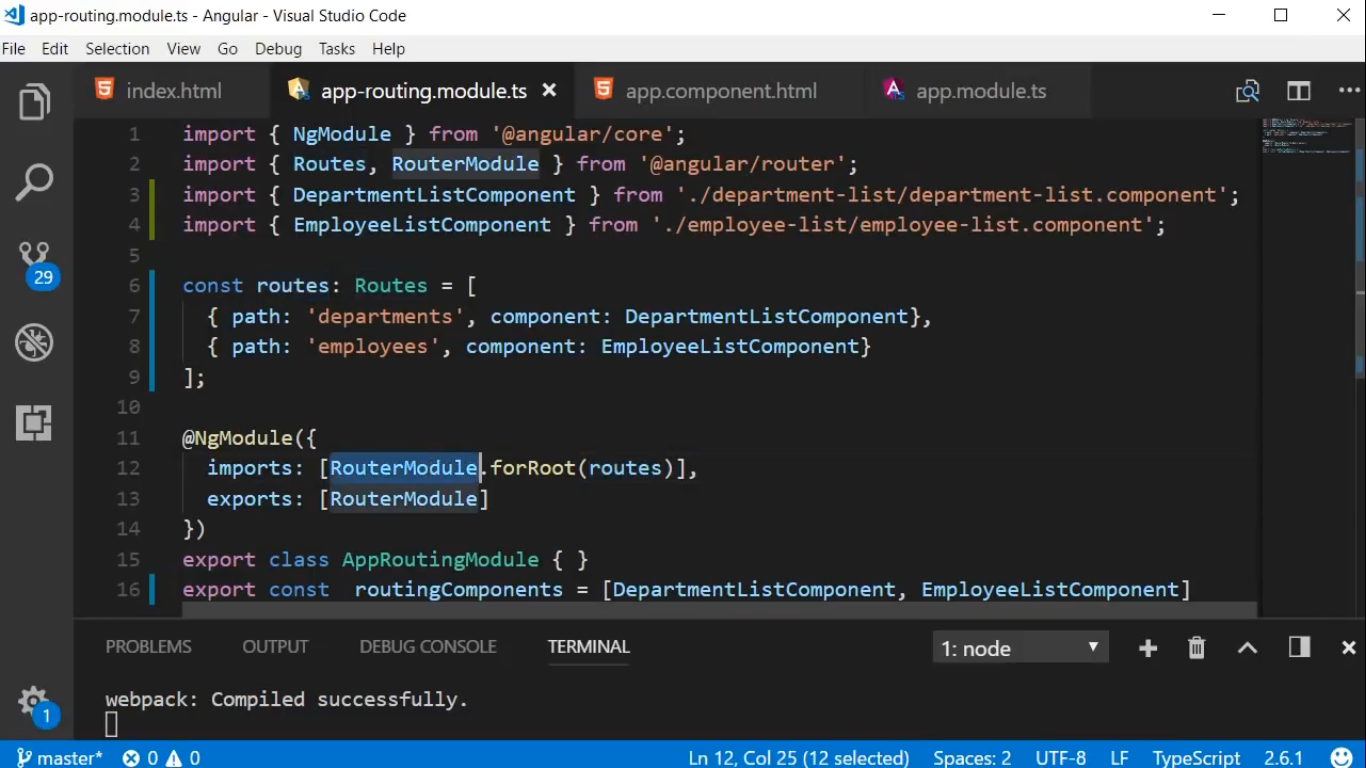 app-routing.module.ts - Angular - Visual Studio Code
File Edit Selection View Go Debug Tasks Help
index.html app-routing.module.ts app.component.html app.module.ts
1 import { NgModule } from '@angular/core';
2 import { Routes, RouterModule } from '@angular/router';
3 import { DepartmentListComponent } from './department-list/department-list.component';
4 import { EmployeeListComponent } from './employee-list/employee-list.component';
5
6 const routes: Routes = [
7   { path: 'departments', component: DepartmentListComponent},
8   { path: 'employees', component: EmployeeListComponent}
9 ];
10
11 @NgModule({
12   imports: [RouterModule.forRoot(routes)],
13   exports: [RouterModule]
14 })
15 export class AppRoutingModule { }
16 export const  routingComponents = [DepartmentListComponent, EmployeeListComponent]
29
PROBLEMS OUTPUT DEBUG CONSOLE TERMINAL 1: node
webpack: Compiled successfully.
1
master* 0 0 Ln 12, Col 25 (12 selected) Spaces: 2 UTF-8 LF TypeScript 2.6.1